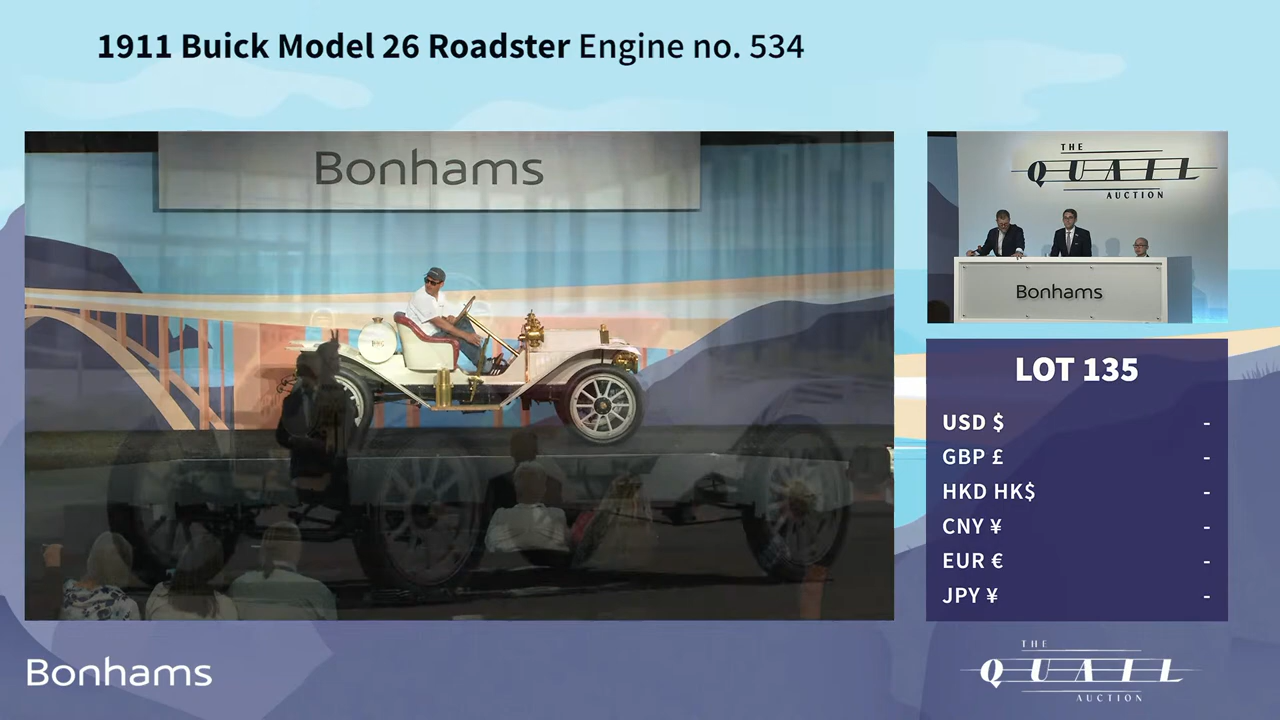 1911 Buick Model 26 Roadster Engine no. 534
Bonhams
THE
QUAIL
AUCTION
Bonhams
LOT 135
USD $ -
GBP £ -
HKD HK$ -
CNY ¥ -
EUR € -
JPY ¥ -
Bonhams
THE
QUAIL
AUCTION